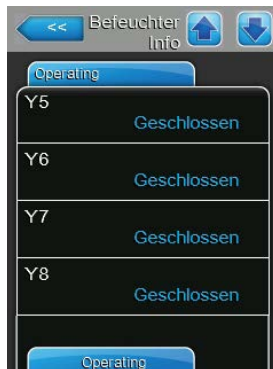 << Befeuchter
Info
Operating
Y5
Geschlossen
Y6
Geschlossen
Y7
Geschlossen
Y8
Geschlossen
Operating